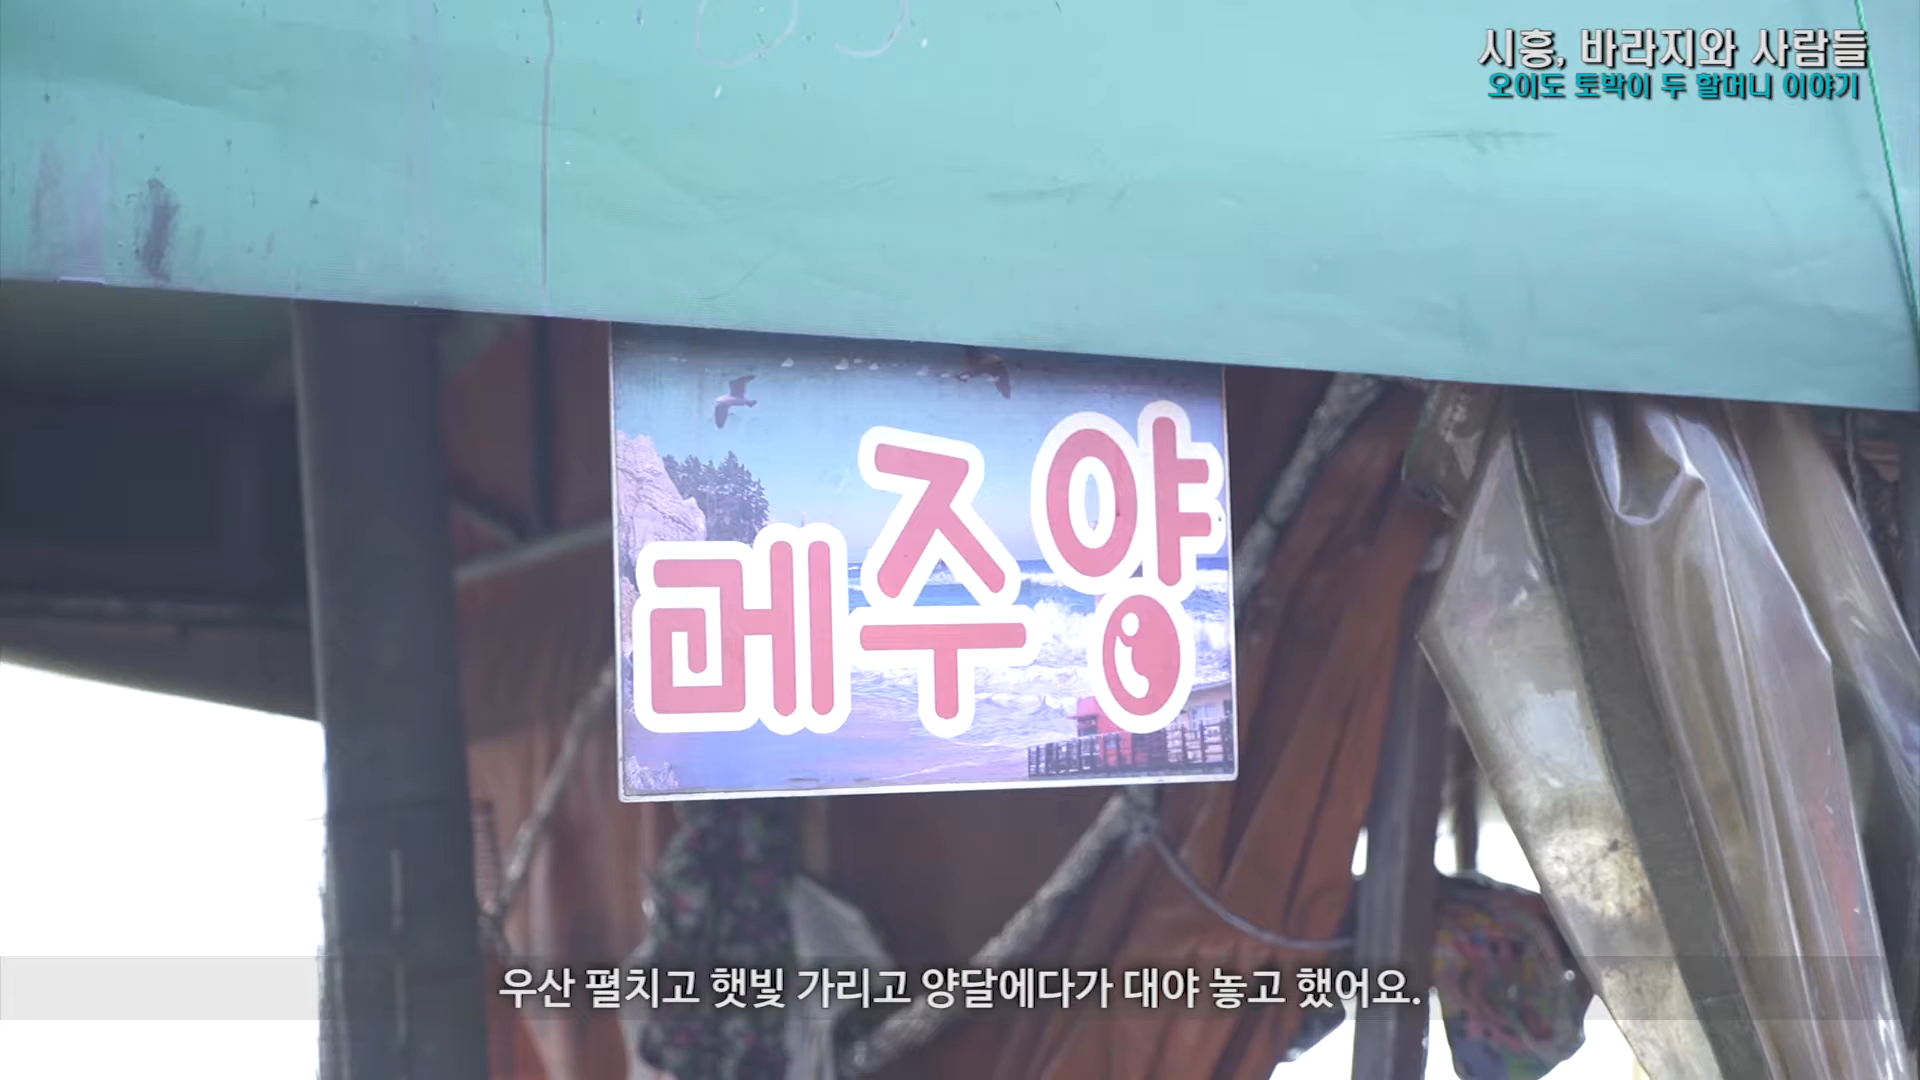 시흥, 바라지와 사람들
오이도 토박이 두 할머니 이야기
레주양
우산 펼치고 햇빛 가리고 양달에다가 대야 놓고 했어요.